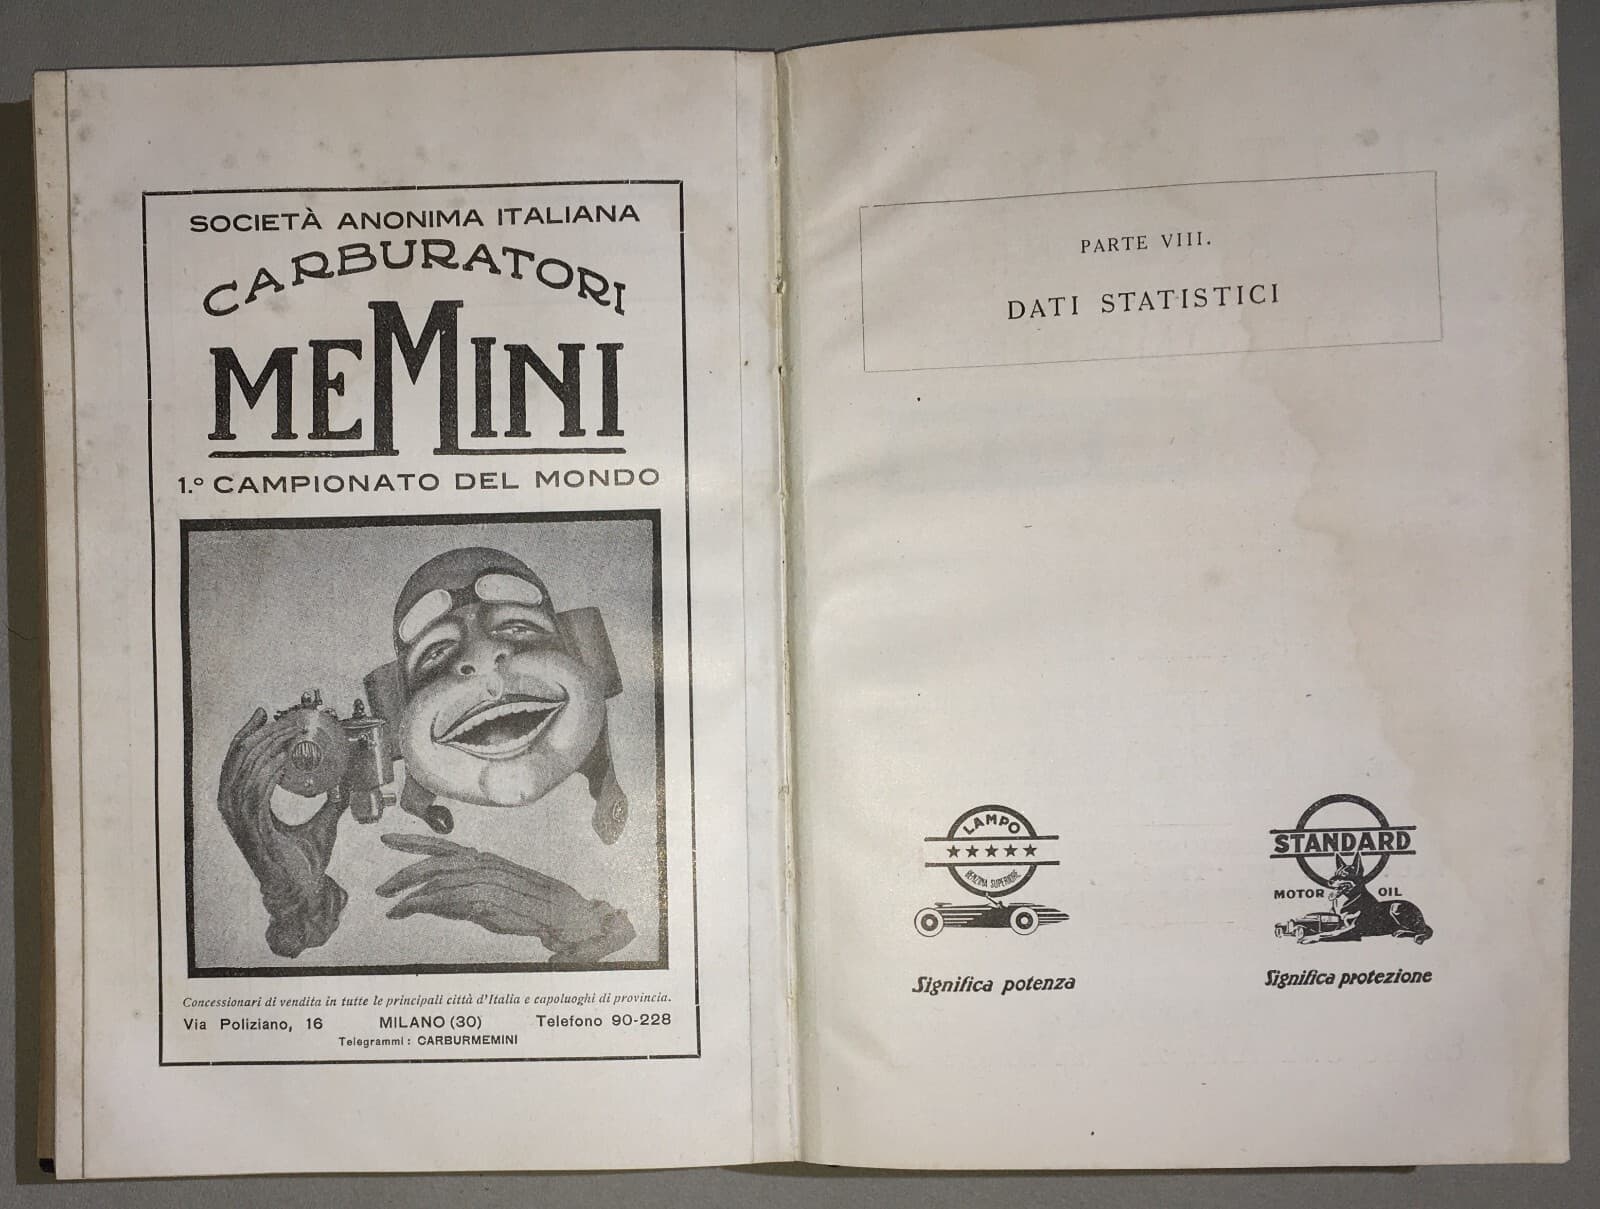 SOCIETÀ ANONIMA ITALIANA
CARBURATORI
MEMINI
1.º CAMPIONATO DEL MONDO
Concessionari di vendita in tutte le principali città d'Italia e capoluoghi di provincia.
Via Poliziano, 16 MILANO (30) Telefono 90-228
Telegrammi: CARBURMEMINI
PARTE VIII.
DATI STATISTICI
LAMPO
BENZINA SUPERIORE
Significa potenza
STANDARD
MOTOR OIL
Significa protezione